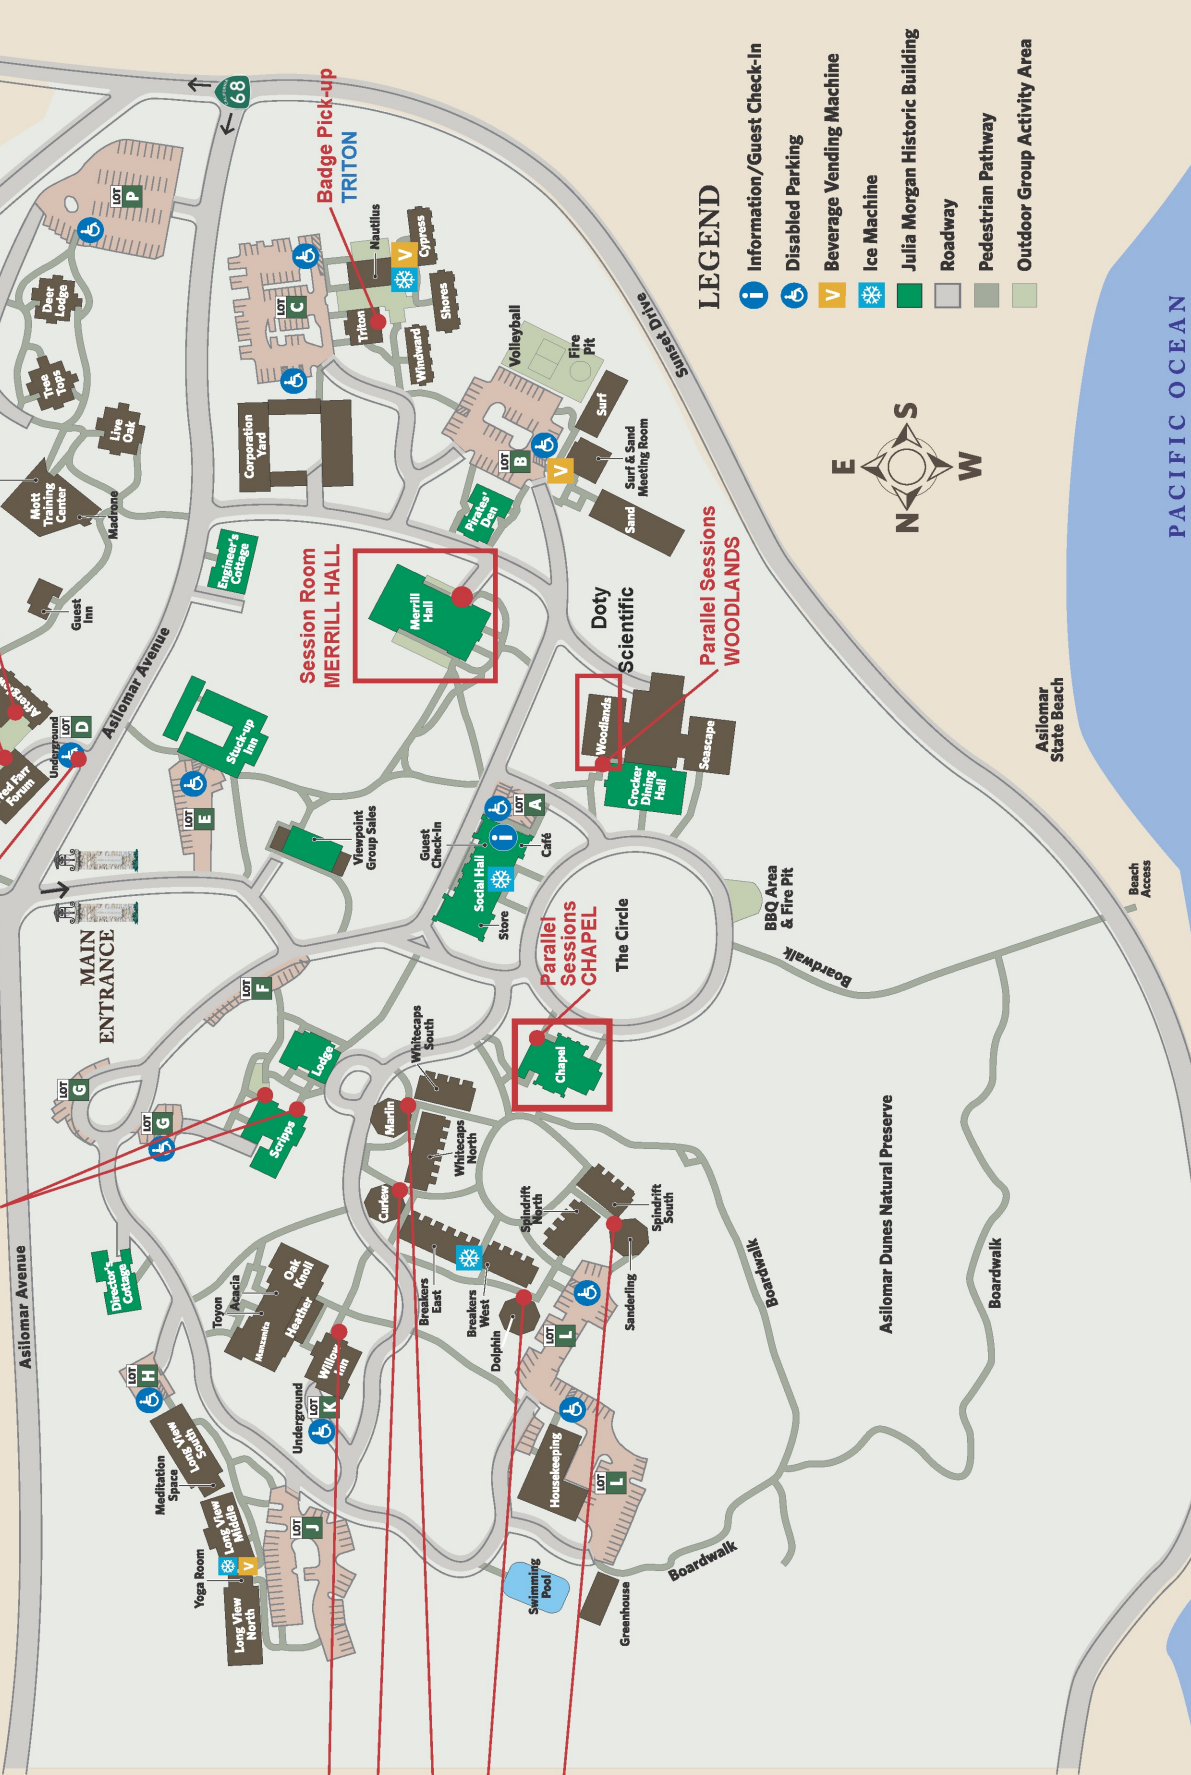 LEGEND
Information/Guest Check-In
Disabled Parking
V
Beverage Vending Machine
Ice Machine
Julia Morgan Historic Building
Roadway
Pedestrian Pathway
Outdoor Group Activity Area
PACIFIC OCEAN
N
E
S
W
68
Sunset Drive
Badge Pick-up
TRITON
LOT
P
Deer
Lodge
Tree
Tops
Live
Oak
Mott
Training
Center
Madrone
Guest
Inn
LOT
C
Nautilus
Triton
V
Cypress
Shores
Windward
Corporation
Yard
Volleyball
Fire
Pit
LOT
B
V
Surf
Surf & Sand
Meeting Room
Sand
Pirates'
Den
Engineer's
Cottage
Session Room
MERRILL HALL
Merrill
Hall
Asilomar Avenue
Underground
LOT
D
Forum
Stuck-up
Inn
LOT
E
Viewpoint
Group Sales
Doty
Scientific
Parallel Sessions
WOODLANDS
Woodlands
Seascape
Crocker
Dining
Hall
LOT
A
Guest
Check-In
Café
Social Hall
Store
The Circle
BBQ Area
& Fire Pit
Asilomar
State Beach
Beach
Access
Boardwalk
MAIN
ENTRANCE
LOT
F
LOT
G
LOT
G
Lodge
Scripps
Parallel
Sessions
CHAPEL
Chapel
Whitecaps
South
Marlin
Whitecaps
North
Curlew
Spindrift
North
Spindrift
South
Sanderling
Breakers
East
Breakers
West
Dolphin
LOT
L
Asilomar Avenue
Director's
Cottage
Toyon
Acacia
Oak
Knoll
Manzanita
Heather
Willow
Inn
Underground
LOT
K
LOT
H
Long View
South
Meditation
Space
Long View
Middle
V
Yoga Room
Long View
North
LOT
J
Housekeeping
LOT
L
Swimming
Pool
Greenhouse
Boardwalk
Boardwalk
Asilomar Dunes Natural Preserve
Boardwalk